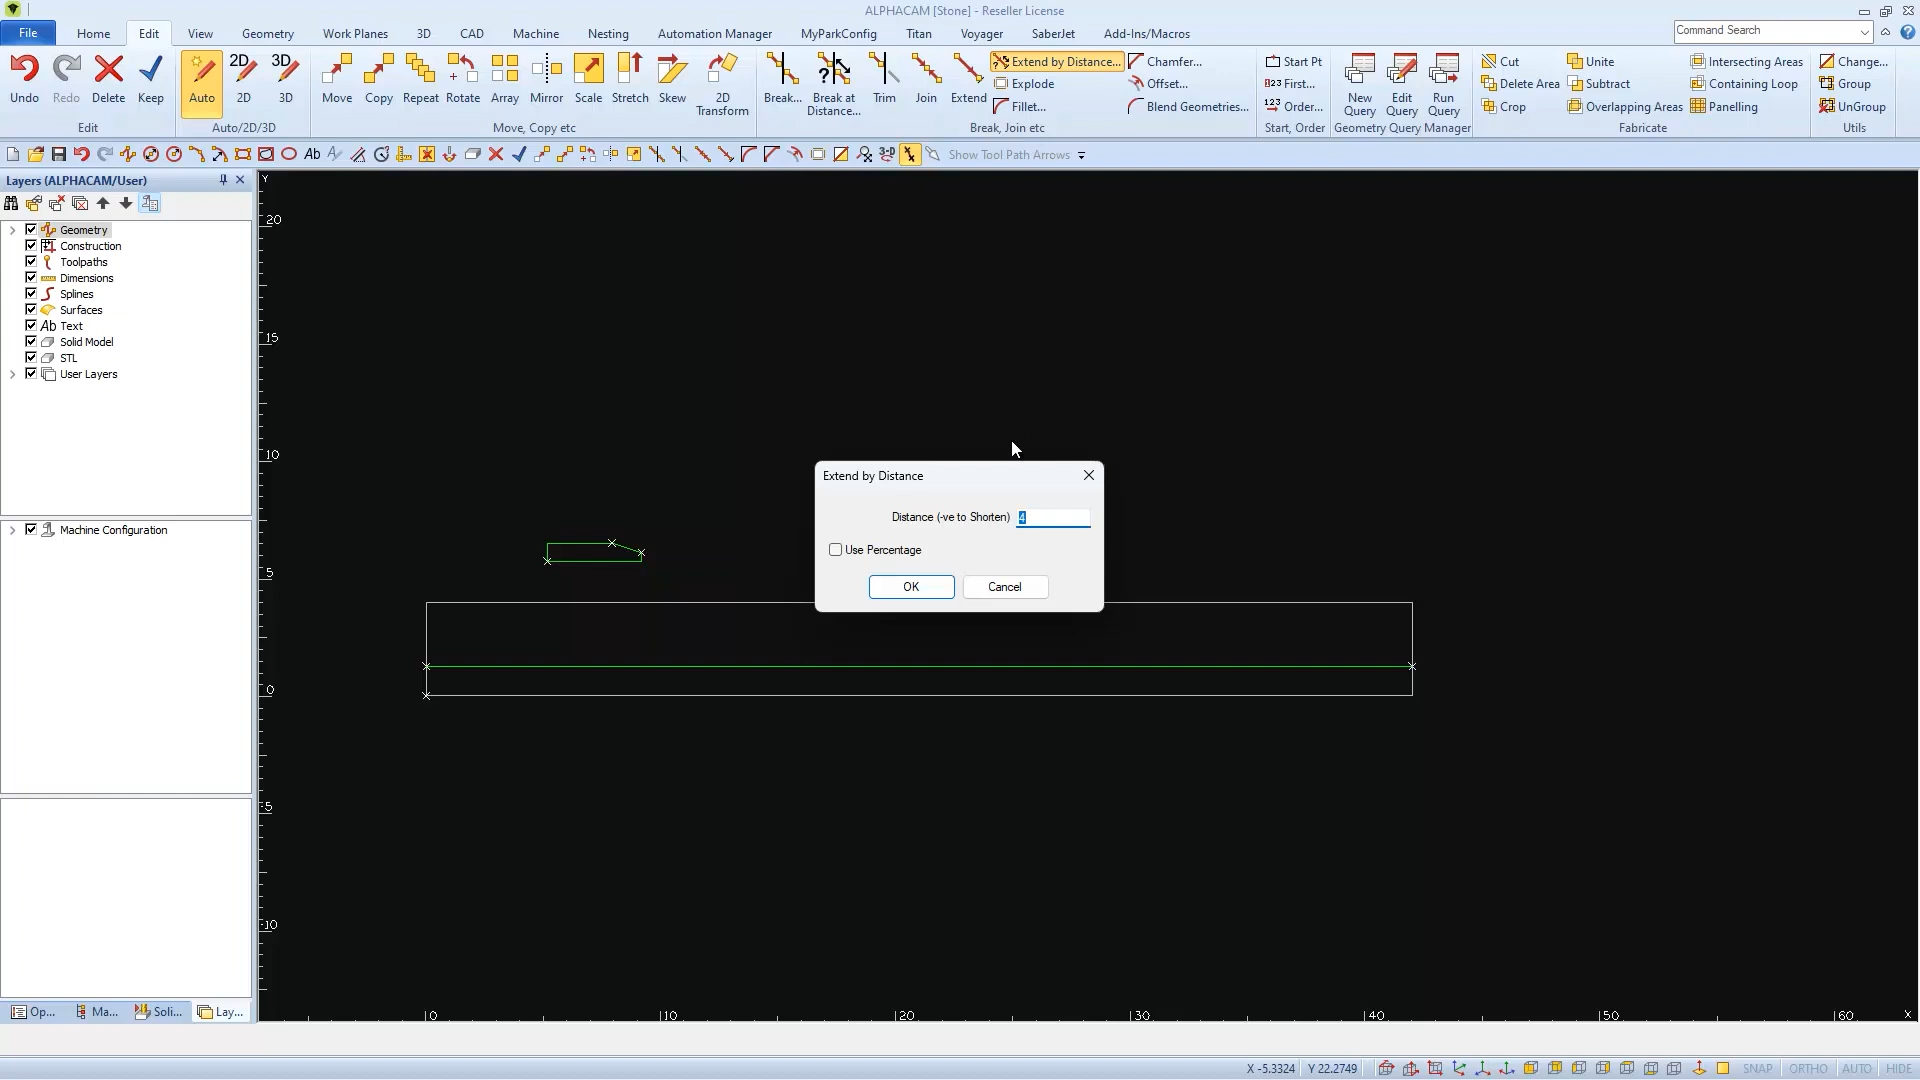 ALPHACAM [Stone] - Reseller License
File Home Edit View Geometry Work Planes 3D CAD Machine Nesting Automation Manager MyParkConfig Titan Voyager SaberJet Add-Ins/Macros Command Search
Undo Redo Delete Keep
Edit
Auto 2D 3D
Auto/2D/3D
Move Copy Repeat Rotate Array Mirror Scale Stretch Skew 2D Transform
Move, Copy etc
Break... Break at Distance... Trim Join Extend
Extend by Distance... Chamfer...
Explode Offset...
Fillet... Blend Geometries...
Break, Join etc
Start Pt
First...
Order...
Start, Order
New Query Edit Query Run Query
Geometry Query Manager
Cut Unite Intersecting Areas
Delete Area Subtract Containing Loop
Crop Overlapping Areas Panelling
Fabricate
Change...
Group
UnGroup
Utils
Show Tool Path Arrows
Layers (ALPHACAM/User)
Geometry
Construction
Toolpaths
Dimensions
Splines
Surfaces
Ab Text
Solid Model
STL
User Layers
Machine Configuration
Op... Ma... Soli... Lay...
Y
20
15
10
5
0
-5
-10
0 10 20 30 40 50 60 X
Extend by Distance
Distance (-ve to Shorten) 4
Use Percentage
OK Cancel
X -5.3324 Y 22.2749 SNAP ORTHO AUTO HIDE